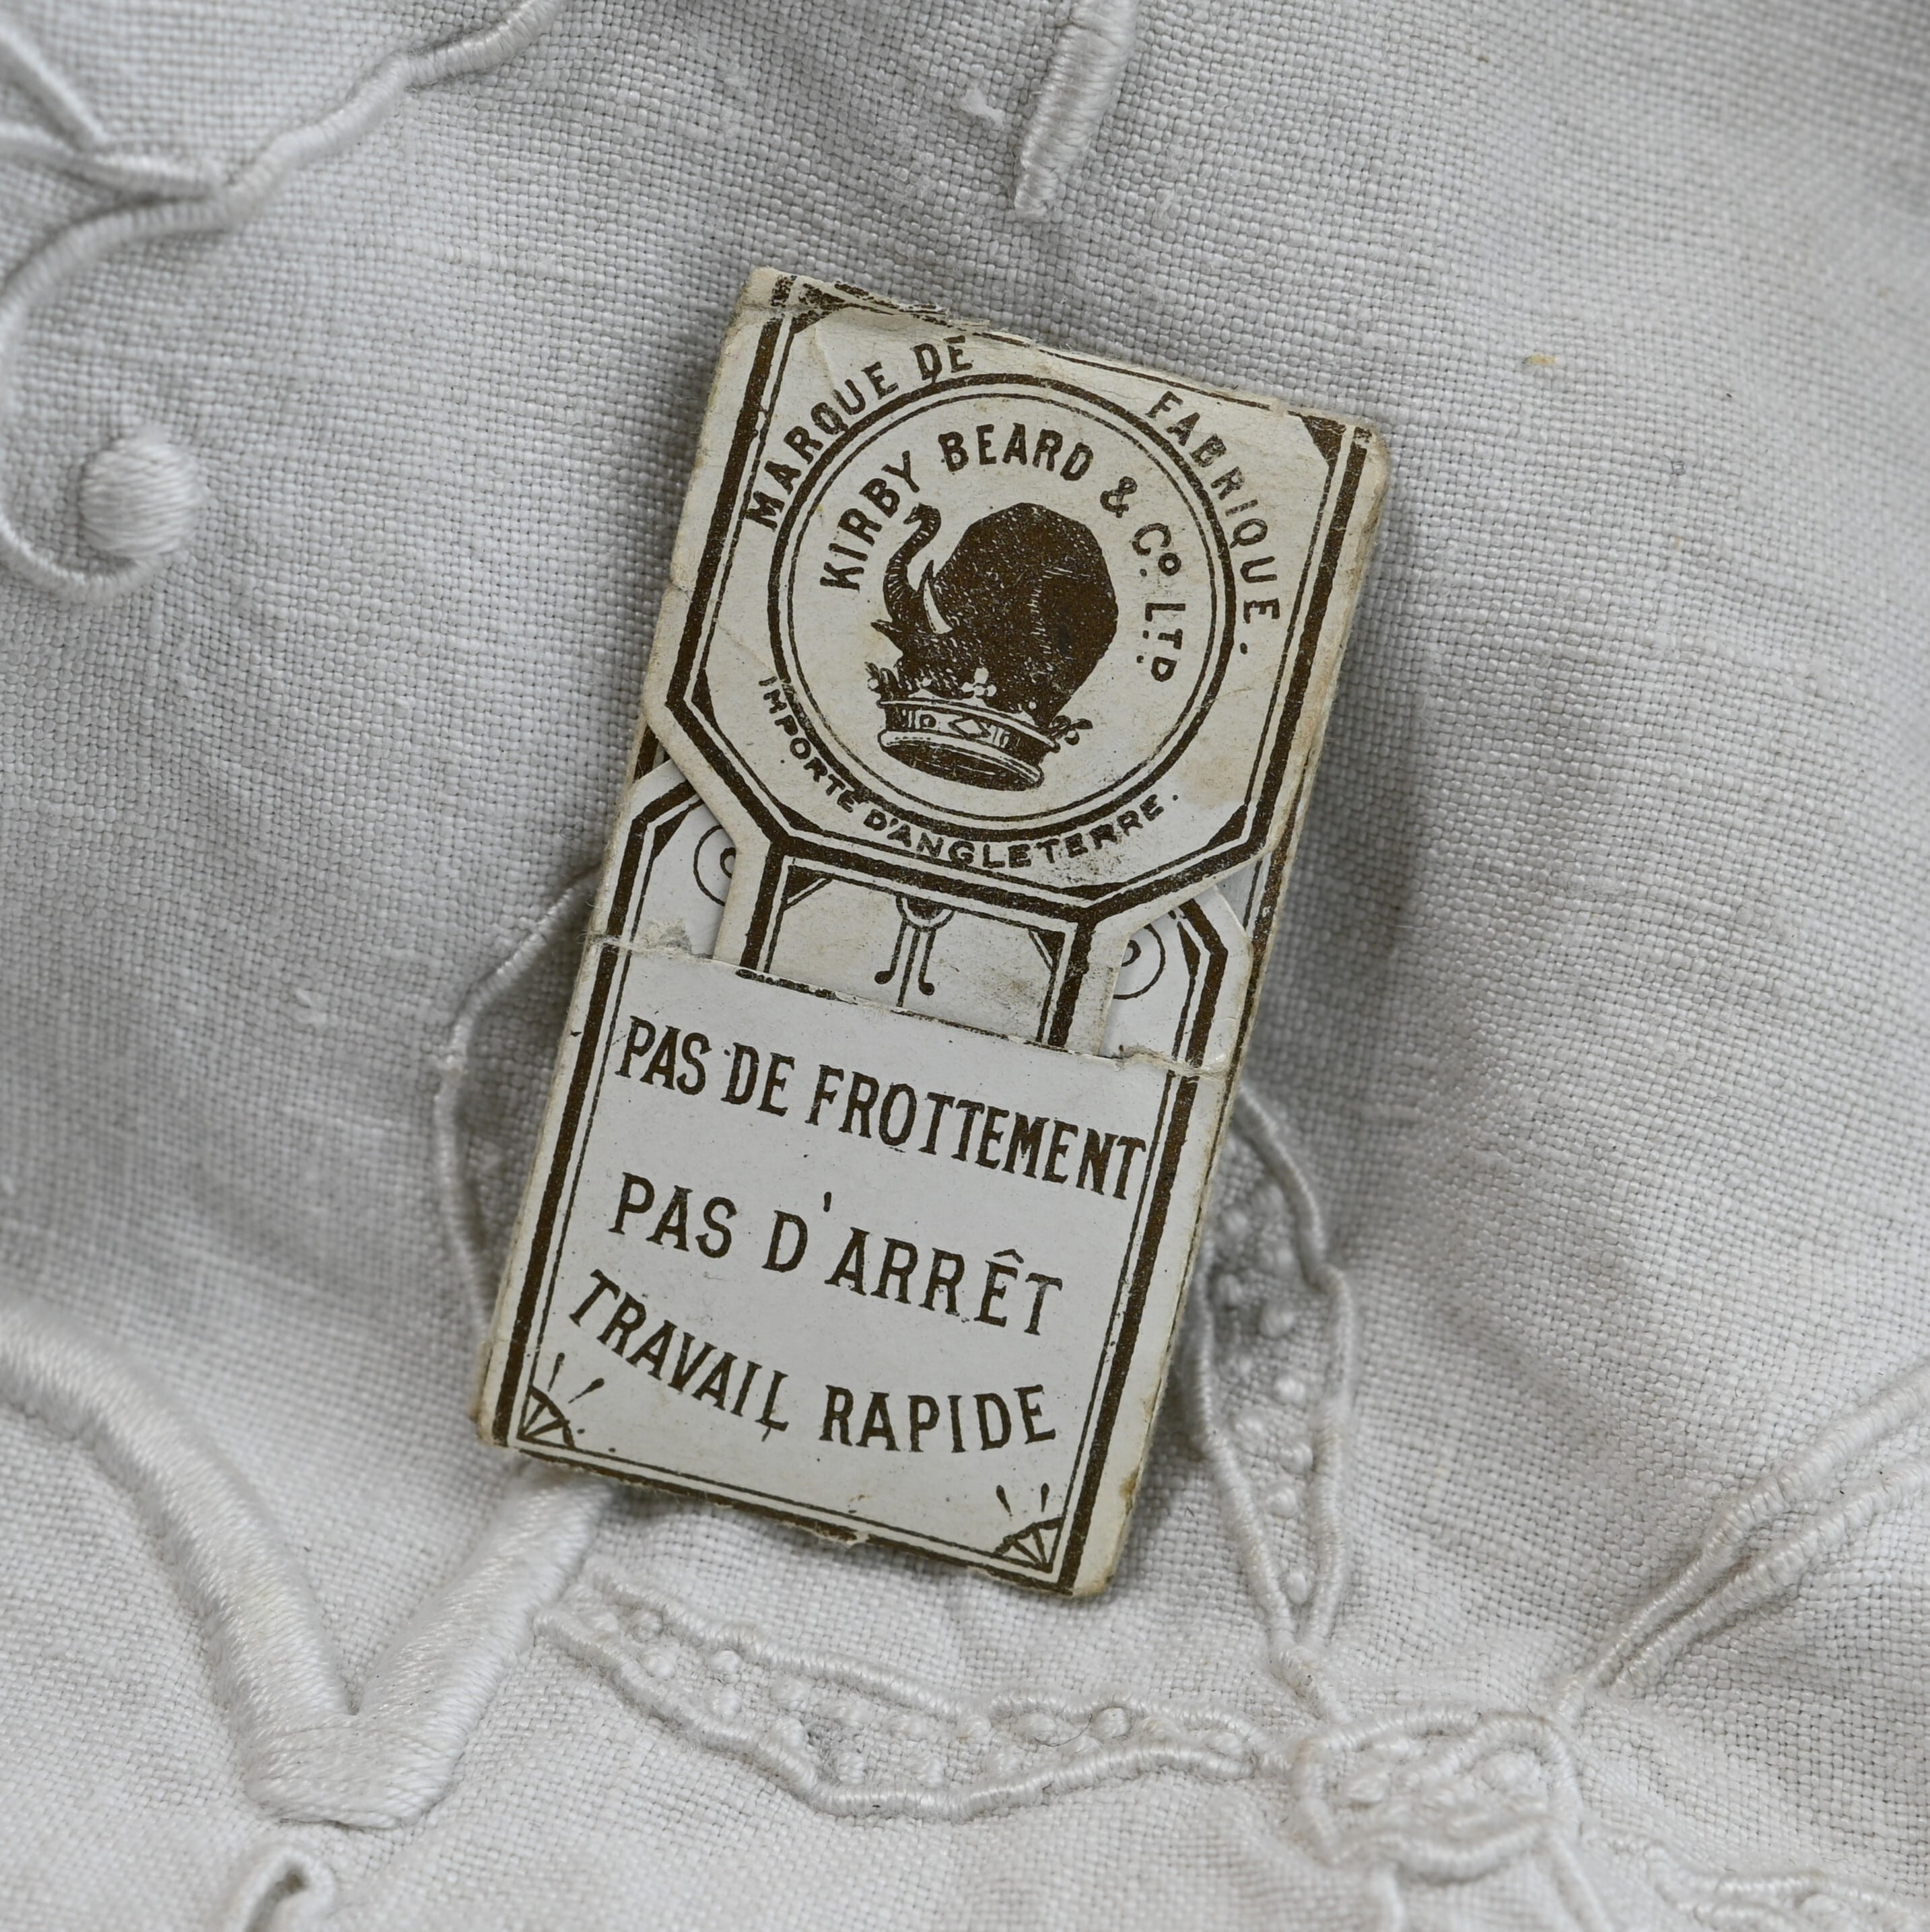 MARQUE DE FABRIQUE.
KIRBY BEARD & Cº. LTD
IMPORTÉ D'ANGLETERRE.
PAS DE FROTTEMENT
PAS D'ARRÊT
TRAVAIL RAPIDE